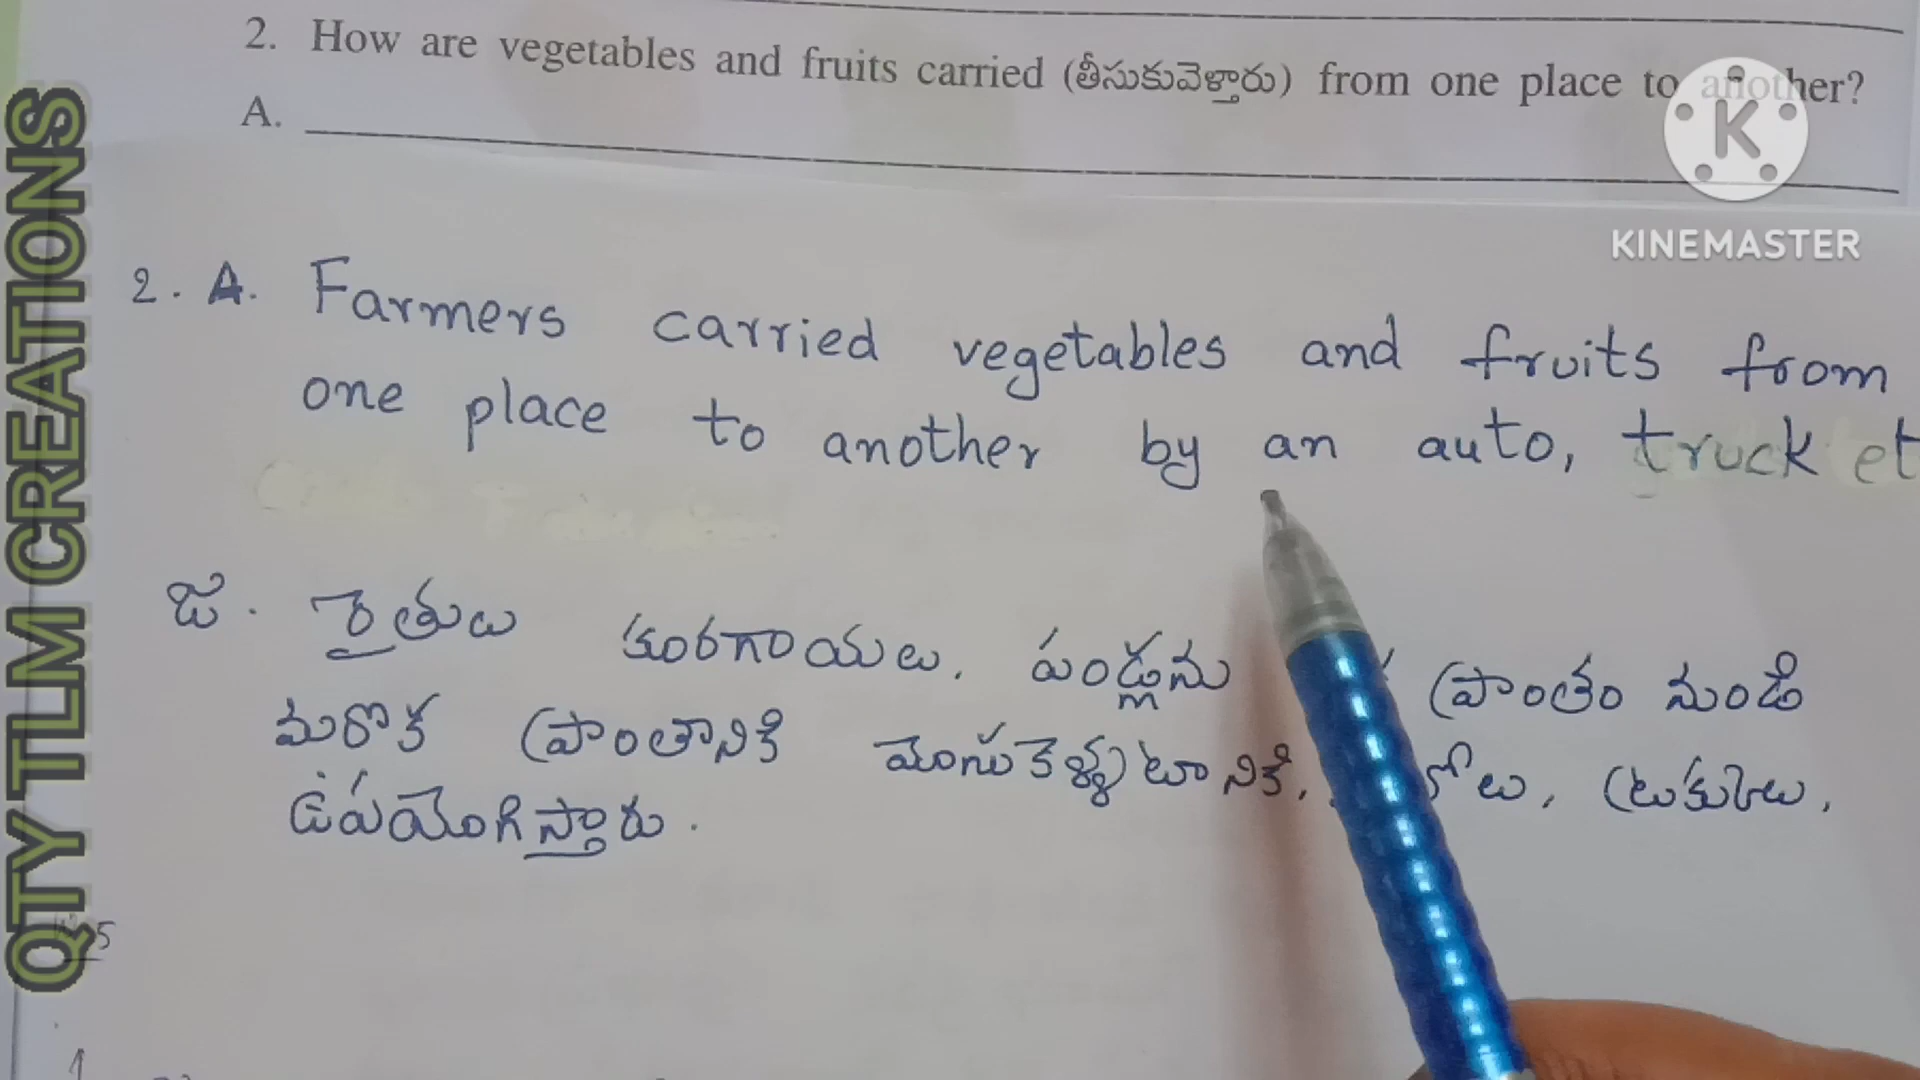 2. How are vegetables and fruits carried (తీసుకువెళ్తారు) from one place to another?
A.
KINEMASTER
2. A. Farmers carried vegetables and fruits from
one place to another by an auto, truck et
జ. రైతులు కూరగాయలు, పండ్లను ప్రాంతం నుండి
మరొక ప్రాంతానికి మోసుకెళ్ళుటానికి, ట్రక్కులు,
ఉపయోగిస్తారు.
QTY TLM CREATIONS